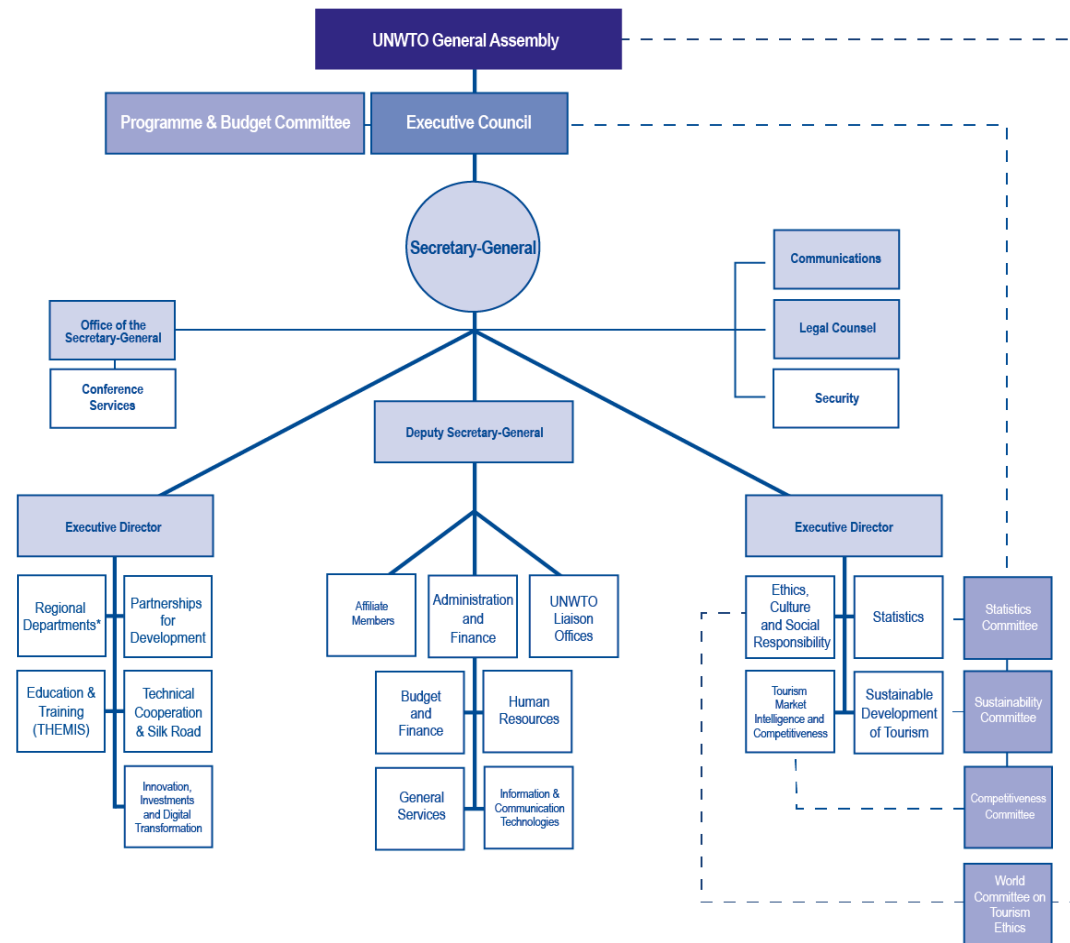 UNWTO General Assembly
Programme & Budget Committee
Executive Council
Secretary-General
Communications
Office of the
Secretary-General
Legal Counsel
Conference
Services
Security
Deputy Secretary-General
Executive Director
Executive Director
Regional
Departments*
Partnerships
for
Development
Affiliate
Members
Administration
and
Finance
UNWTO
Liaison
Offices
Ethics,
Culture
and Social
Responsibility
Statistics
Statistics
Committee
Education &
Training
(THEMIS)
Technical
Cooperation
& Silk Road
Budget
and
Finance
Human
Resources
Tourism
Market
Intelligence and
Competitiveness
Sustainable
Development
of Tourism
Sustainability
Committee
Innovation,
Investments
and Digital
Transformation
General
Services
Information &
Communication
Technologies
Competitiveness
Committee
World
Committee on
Tourism
Ethics